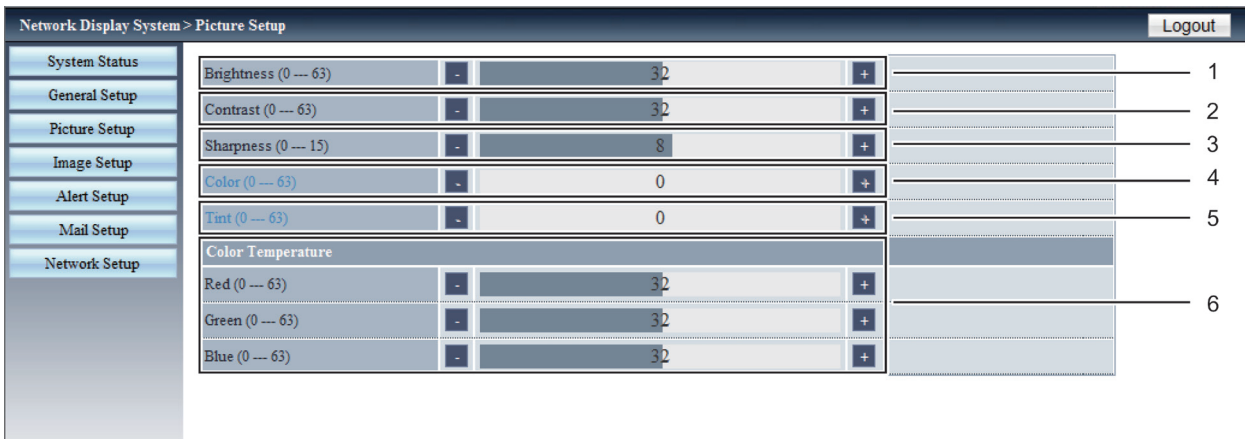 Network Display System > Picture Setup
Logout
System Status
General Setup
Picture Setup
Image Setup
Alert Setup
Mail Setup
Network Setup
Brightness (0 --- 63) - 32 + 1
Contrast (0 --- 63) - 32 + 2
Sharpness (0 --- 15) - 8 + 3
Color (0 --- 63) - 0 + 4
Tint (0 --- 63) - 0 + 5
Color Temperature
Red (0 --- 63) - 32 + 6
Green (0 --- 63) - 32 +
Blue (0 --- 63) - 32 +